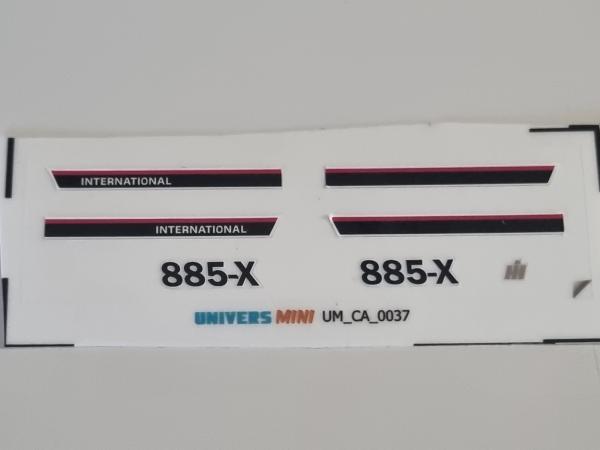 INTERNATIONAL
INTERNATIONAL
885-X 885-X
UNIVERS MINI UM_CA_0037